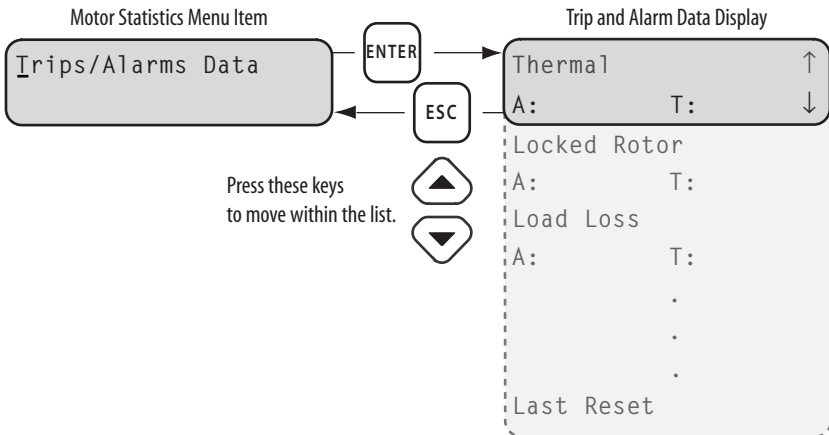 Motor Statistics Menu Item
Trips/Alarms Data
ENTER
ESC
Press these keys
to move within the list.
Trip and Alarm Data Display
Thermal ↑
A: T: ↓
Locked Rotor
A: T:
Load Loss
A: T:
.
.
.
Last Reset